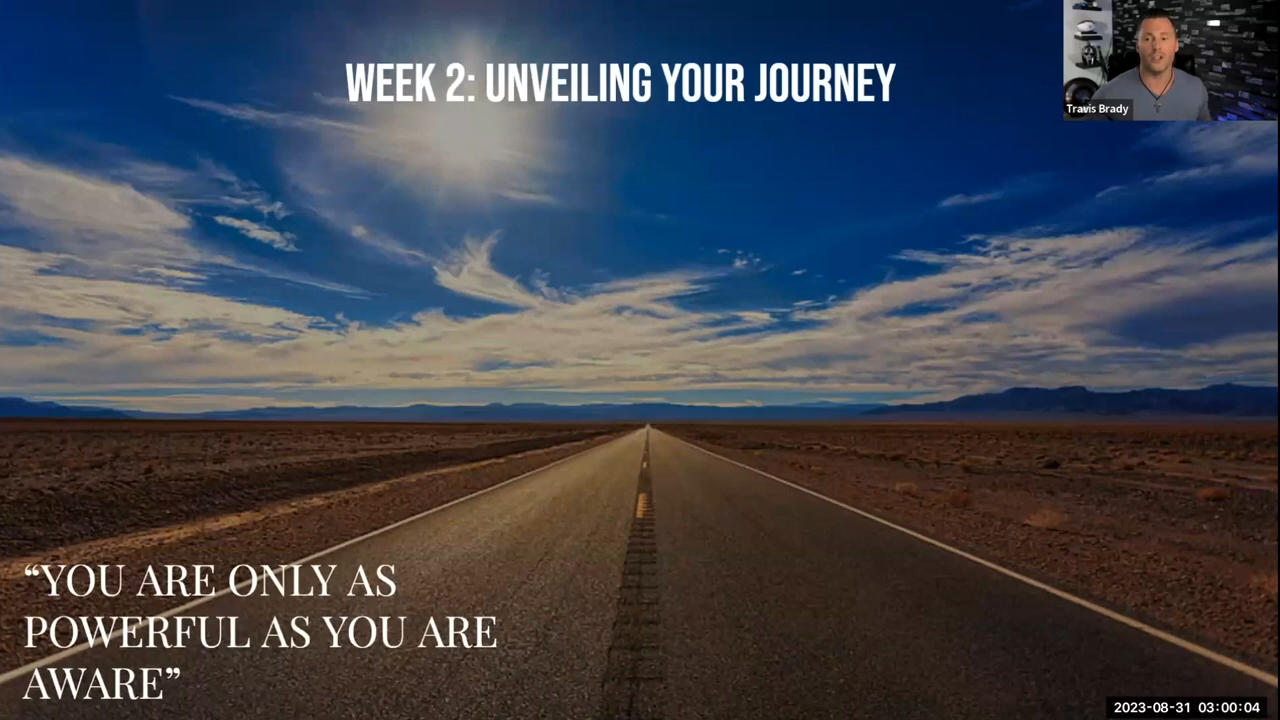 WEEK 2: UNVEILING YOUR JOURNEY
Travis Brady
“YOU ARE ONLY AS
POWERFUL AS YOU ARE
AWARE”
2023-08-31 03:00:04